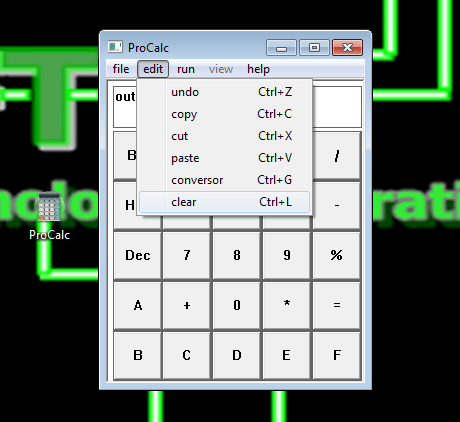 ProCalc
file edit run view help
out
undo Ctrl+Z
copy Ctrl+C
cut Ctrl+X
paste Ctrl+V
conversor Ctrl+G
clear Ctrl+L
B /
H -
Dec 7 8 9 %
A + 0 * =
B C D E F
ProCalc